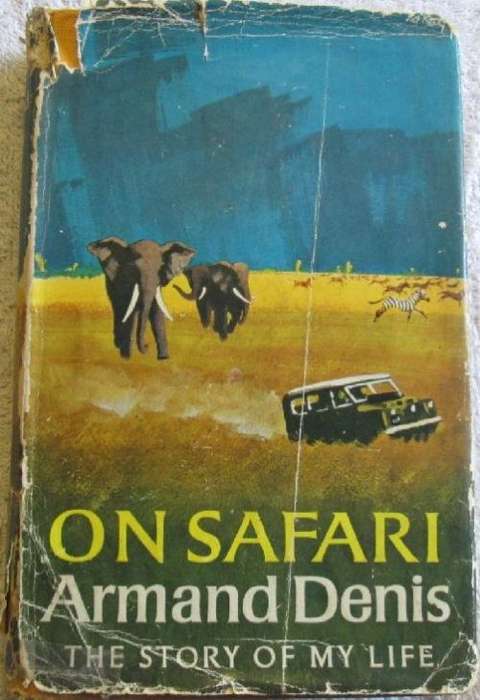 ON SAFARI
Armand Denis
THE STORY OF MY LIFE